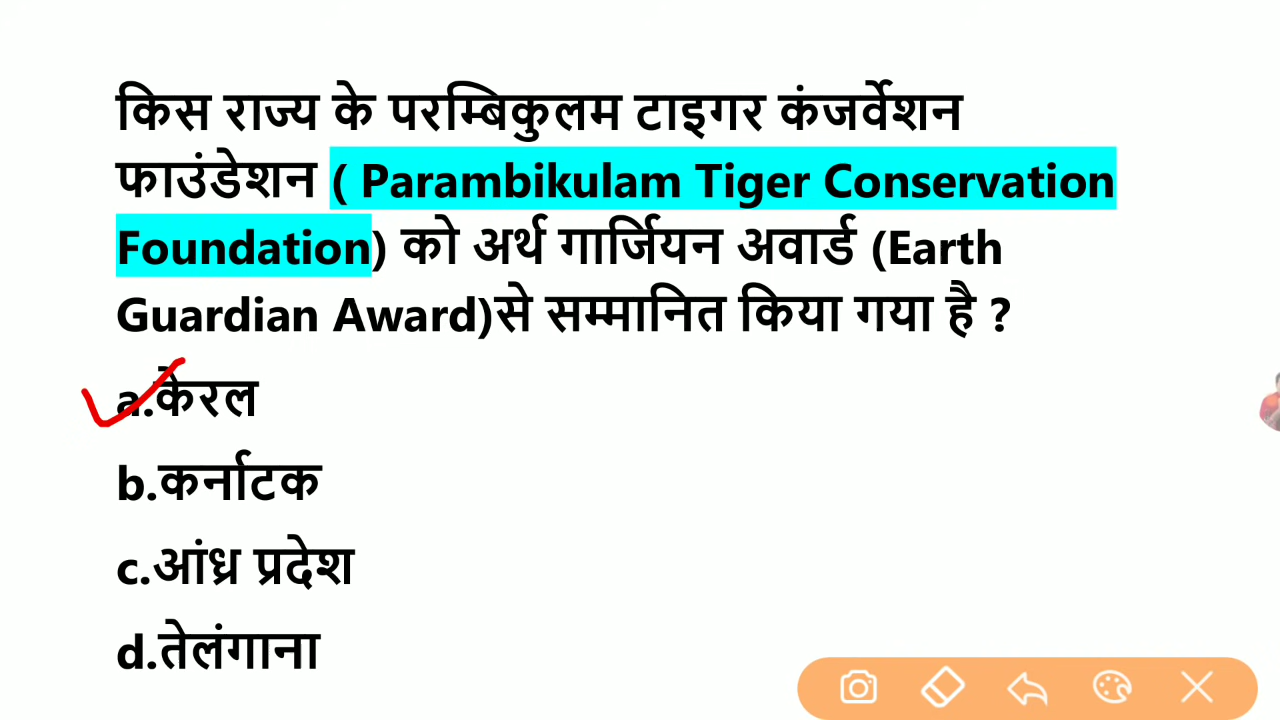 किस राज्य के परम्बिकुलम टाइगर कंजर्वेशन
फाउंडेशन ( Parambikulam Tiger Conservation
Foundation) को अर्थ गार्जियन अवार्ड (Earth
Guardian Award)से सम्मानित किया गया है ?
a.केरल
b.कर्नाटक
c.आंध्र प्रदेश
d.तेलंगाना